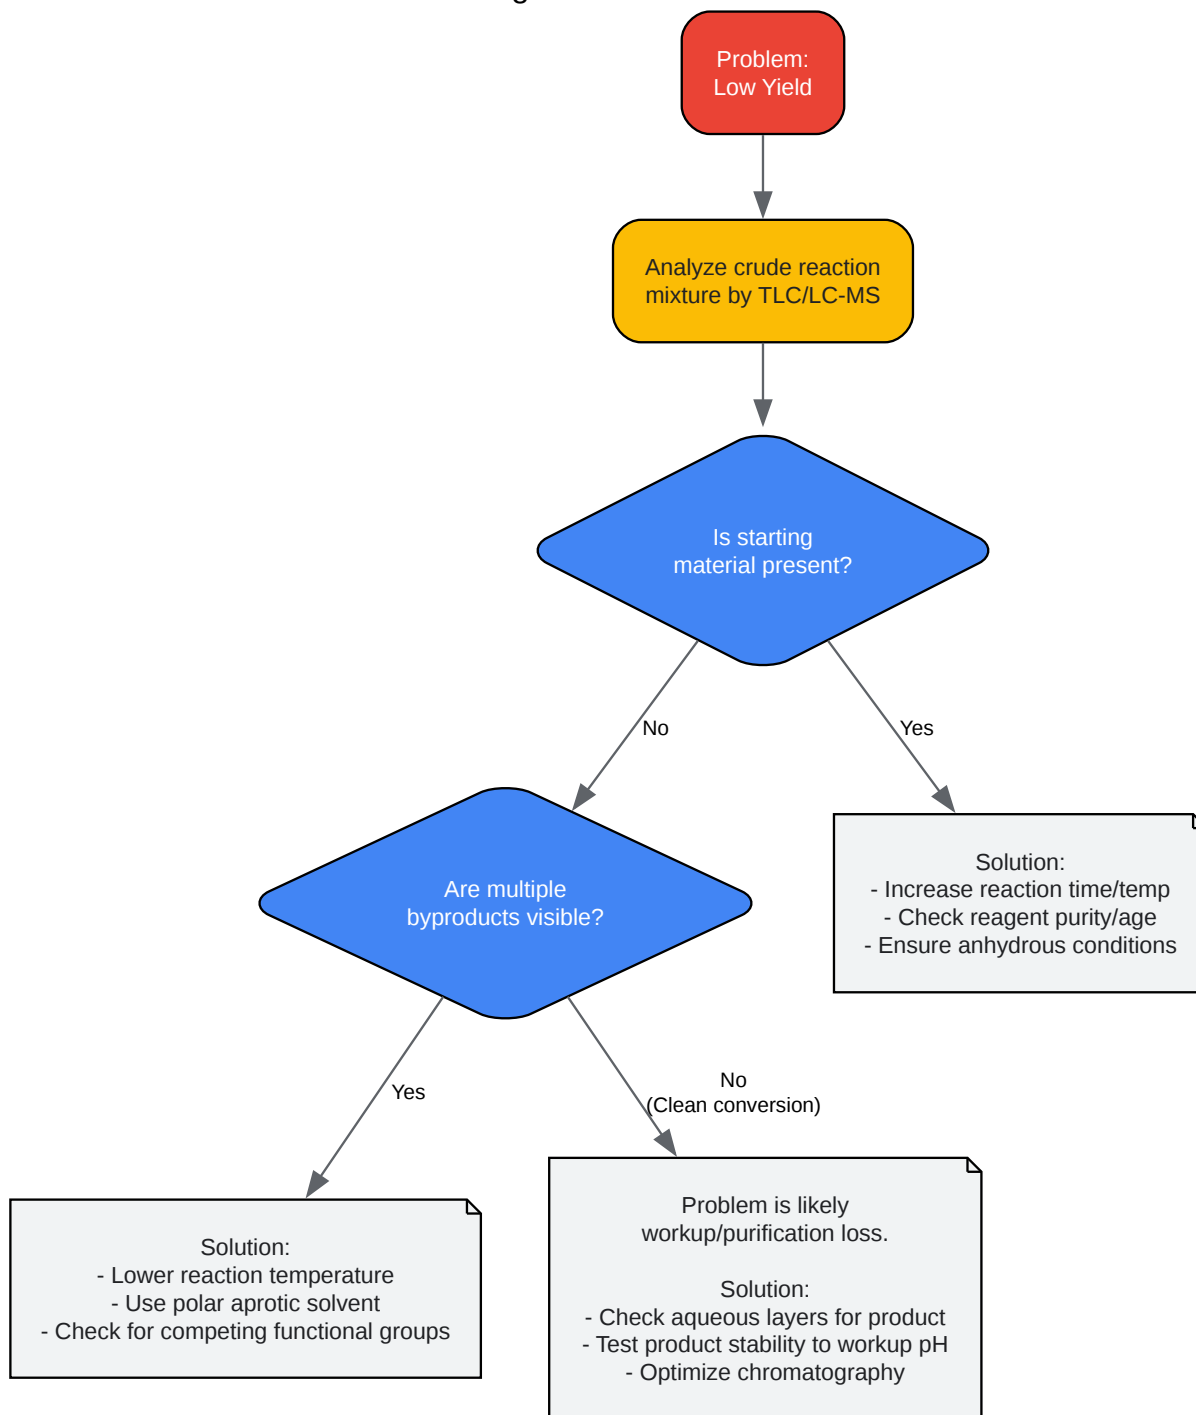 Problem:
Low Yield
Analyze crude reaction
mixture by TLC/LC-MS
Is starting
material present?
No
Yes
Are multiple
byproducts visible?
Solution:
- Increase reaction time/temp
- Check reagent purity/age
- Ensure anhydrous conditions
Yes
No
(Clean conversion)
Solution:
- Lower reaction temperature
- Use polar aprotic solvent
- Check for competing functional groups
Problem is likely
workup/purification loss.
Solution:
- Check aqueous layers for product
- Test product stability to workup pH
- Optimize chromatography